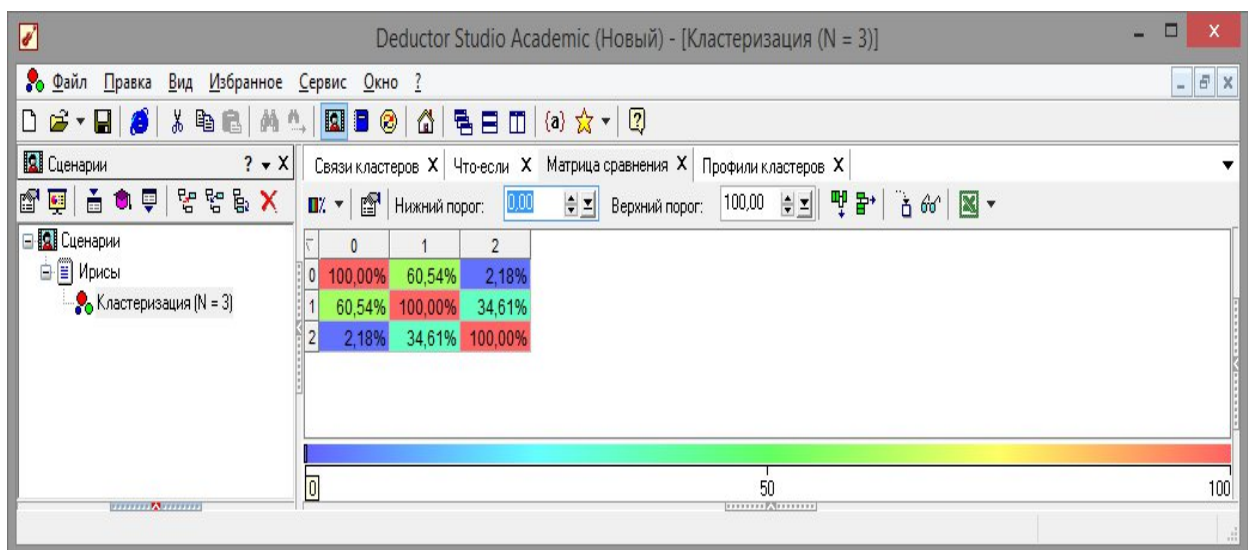 Deductor Studio Academic (Новый) - [Кластеризация (N = 3)]
Файл Правка Вид Избранное Сервис Окно ?
{a}
Сценарии ?
Связи кластеров X Что-если X Матрица сравнения X Профили кластеров X
Нижний порог: 0,00 Верхний порог: 100,00
Сценарии
Ирисы
Кластеризация (N = 3)
0 1 2
0 100,00% 60,54% 2,18%
1 60,54% 100,00% 34,61%
2 2,18% 34,61% 100,00%
0 50 100